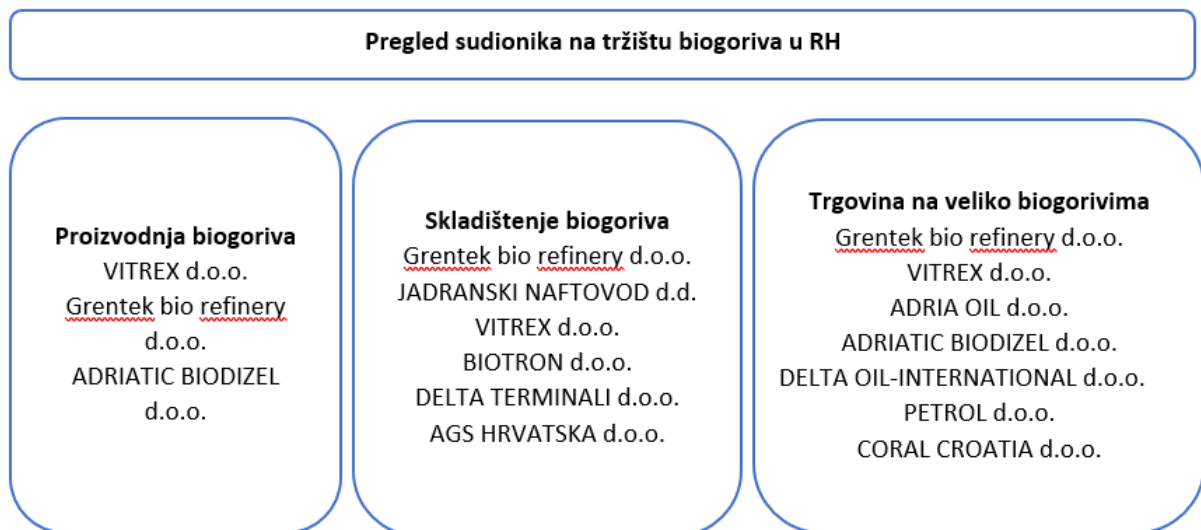 Pregled sudionika na tržištu biogoriva u RH
Proizvodnja biogoriva
VITREX d.o.o.
Grentek bio refinery
d.o.o.
ADRIATIC BIODIZEL
d.o.o.
Skladištenje biogoriva
Grentek bio refinery d.o.o.
JADRANSKI NAFTOVOD d.d.
VITREX d.o.o.
BIOTRON d.o.o.
DELTA TERMINALI d.o.o.
AGS HRVATSKA d.o.o.
Trgovina na veliko biogorivima
Grentek bio refinery d.o.o.
VITREX d.o.o.
ADRIA OIL d.o.o.
ADRIATIC BIODIZEL d.o.o.
DELTA OIL-INTERNATIONAL d.o.o.
PETROL d.o.o.
CORAL CROATIA d.o.o.